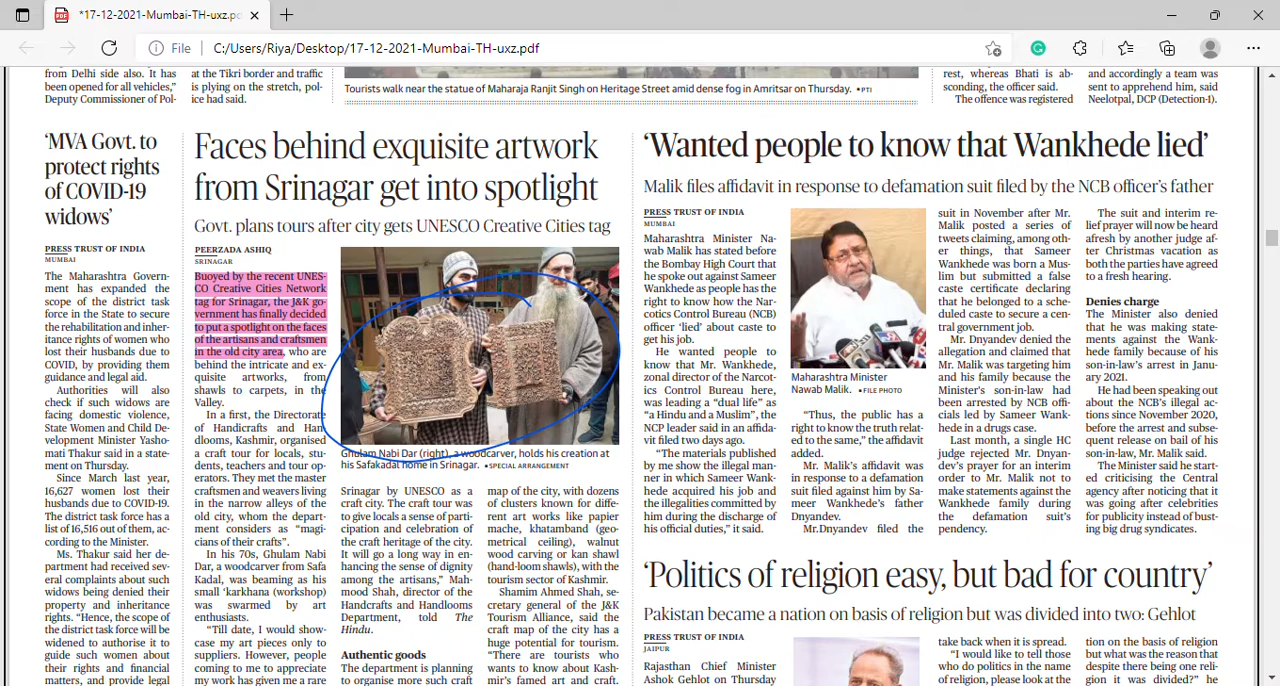 *17-12-2021-Mumbai-TH-uxz.pd
File
C:/Users/Riya/Desktop/17-12-2021-Mumbai-TH-uxz.pdf
from Delhi side also. It has
been opened for all vehicles,"
Deputy Commissioner of Pol-
at the Tikri border and traffic
is plying on the stretch, pol-
ice had said.
Tourists walk near the statue of Maharaja Ranjit Singh on Heritage Street amid dense fog in Amritsar on Thursday. •PTI
rest, whereas Bhati is ab-
sconding, the officer said.
The offence was registered
and accordingly a team was
sent to apprehend him, said
Neelotpal, DCP (Detection-I).
'MVA Govt. to
protect rights
of COVID-19
widows'
PRESS TRUST OF INDIA
MUMBAI
The Maharashtra Govern-
ment has expanded the
scope of the district task
force in the State to secure
the rehabilitation and inher-
itance rights of women who
lost their husbands due to
COVID, by providing them
guidance and legal aid.
Authorities will also
check if such widows are
facing domestic violence,
State Women and Child De-
velopment Minister Yasho-
mati Thakur said in a state-
ment on Thursday.
Since March last year,
16,627 women lost their
husbands due to COVID-19.
The district task force has a
list of 16,516 out of them, ac-
cording to the Minister.
Ms. Thakur said her de-
partment had received sev-
eral complaints about such
widows being denied their
property and inheritance
rights. "Hence, the scope of
the district task force will be
widened to authorise it to
guide such women about
their rights and financial
matters, and provide legal
Faces behind exquisite artwork
from Srinagar get into spotlight
Govt. plans tours after city gets UNESCO Creative Cities tag
PEERZADA ASHIQ
SRINAGAR
Buoyed by the recent UNES-
CO Creative Cities Network
tag for Srinagar, the J&K go-
vernment has finally decided
to put a spotlight on the faces
of the artisans and craftsmen
in the old city area, who are
behind the intricate and ex-
quisite artworks, from
shawls to carpets, in the
Valley.
In a first, the Directorate
of Handicrafts and Han-
dlooms, Kashmir, organised
a craft tour for locals, stu-
dents, teachers and tour op-
erators. They met the master
craftsmen and weavers living
in the narrow alleys of the
old city, whom the depart-
ment considers as "magi-
cians of their crafts".
In his 70s, Ghulam Nabi
Dar, a woodcarver from Safa
Kadal, was beaming as his
small 'karkhana (workshop)
was swarmed by art
enthusiasts.
"Till date, I would show-
case my art pieces only to
suppliers. However, people
coming to me to appreciate
my work has given me a rare
Ghulam Nabi Dar (right), a woodcarver, holds his creation at
his Safakadal home in Srinagar. •SPECIAL ARRANGEMENT
Srinagar by UNESCO as a
craft city. The craft tour was
to give locals a sense of parti-
cipation and celebration of
the craft heritage of the city.
It will go a long way in en-
hancing the sense of dignity
among the artisans," Mah-
mood Shah, director of the
Handcrafts and Handlooms
Department, told The
Hindu.
Authentic goods
The department is planning
to organise more such craft
map of the city, with dozens
of clusters known for diffe-
rent art works like papier
mache, khatamband (geo-
metrical ceiling), walnut
wood carving or kan shawl
(hand-loom shawls), with the
tourism sector of Kashmir.
Shamim Ahmed Shah, se-
cretary general of the J&K
Tourism Alliance, said the
craft map of the city has a
huge potential for tourism.
"There are tourists who
wants to know about Kash-
mir's famed art and craft.
'Wanted people to know that Wankhede lied'
Malik files affidavit in response to defamation suit filed by the NCB officer's father
PRESS TRUST OF INDIA
MUMBAI
Maharashtra Minister Na-
wab Malik has stated before
the Bombay High Court that
he spoke out against Sameer
Wankhede as people has the
right to know how the Nar-
cotics Control Bureau (NCB)
officer 'lied' about caste to
get his job.
He wanted people to
know that Mr. Wankhede,
zonal director of the Narcot-
ics Control Bureau here,
was leading a "dual life" as
"a Hindu and a Muslim", the
NCP leader said in an affida-
vit filed two days ago.
"The materials published
by me show the illegal man-
ner in which Sameer Wank-
hede acquired his job and
the illegalities committed by
him during the discharge of
his official duties," it said.
Maharashtra Minister
Nawab Malik. •FILE PHOTO
"Thus, the public has a
right to know the truth relat-
ed to the same," the affidavit
added.
Mr. Malik's affidavit was
in response to a defamation
suit filed against him by Sa-
meer Wankhede's father
Dnyandev.
Mr.Dnyandev filed the
suit in November after Mr.
Malik posted a series of
tweets claiming, among oth-
er things, that Sameer
Wankhede was born a Mus-
lim but submitted a false
caste certificate declaring
that he belonged to a sche-
duled caste to secure a cen-
tral government job.
Mr. Dnyandev denied the
allegation and claimed that
Mr. Malik was targeting him
and his family because the
Minister's son-in-law had
been arrested by NCB offi-
cials led by Sameer Wank-
hede in a drugs case.
Last month, a single HC
judge rejected Mr. Dnyan-
dev's prayer for an interim
order to Mr. Malik not to
make statements against the
Wankhede family during
the defamation suit's
pendency.
The suit and interim re-
lief prayer will now be heard
afresh by another judge af-
ter Christmas vacation as
both the parties have agreed
to a fresh hearing.
Denies charge
The Minister also denied
that he was making state-
ments against the Wank-
hede family because of his
son-in-law's arrest in Janu-
ary 2021.
He had been speaking out
about the NCB's illegal ac-
tions since November 2020,
before the arrest and subse-
quent release on bail of his
son-in-law, Mr. Malik said.
The Minister said he start-
ed criticising the Central
agency after noticing that it
was going after celebrities
for publicity instead of bust-
ing big drug syndicates.
'Politics of religion easy, but bad for country'
Pakistan became a nation on basis of religion but was divided into two: Gehlot
PRESS TRUST OF INDIA
JAIPUR
Rajasthan Chief Minister
Ashok Gehlot on Thursday
take back when it is spread.
"I would like to tell those
who do politics in the name
of religion, please look at the
tion on the basis of religion
but what was the reason that
despite there being one reli-
gion it was divided?" he